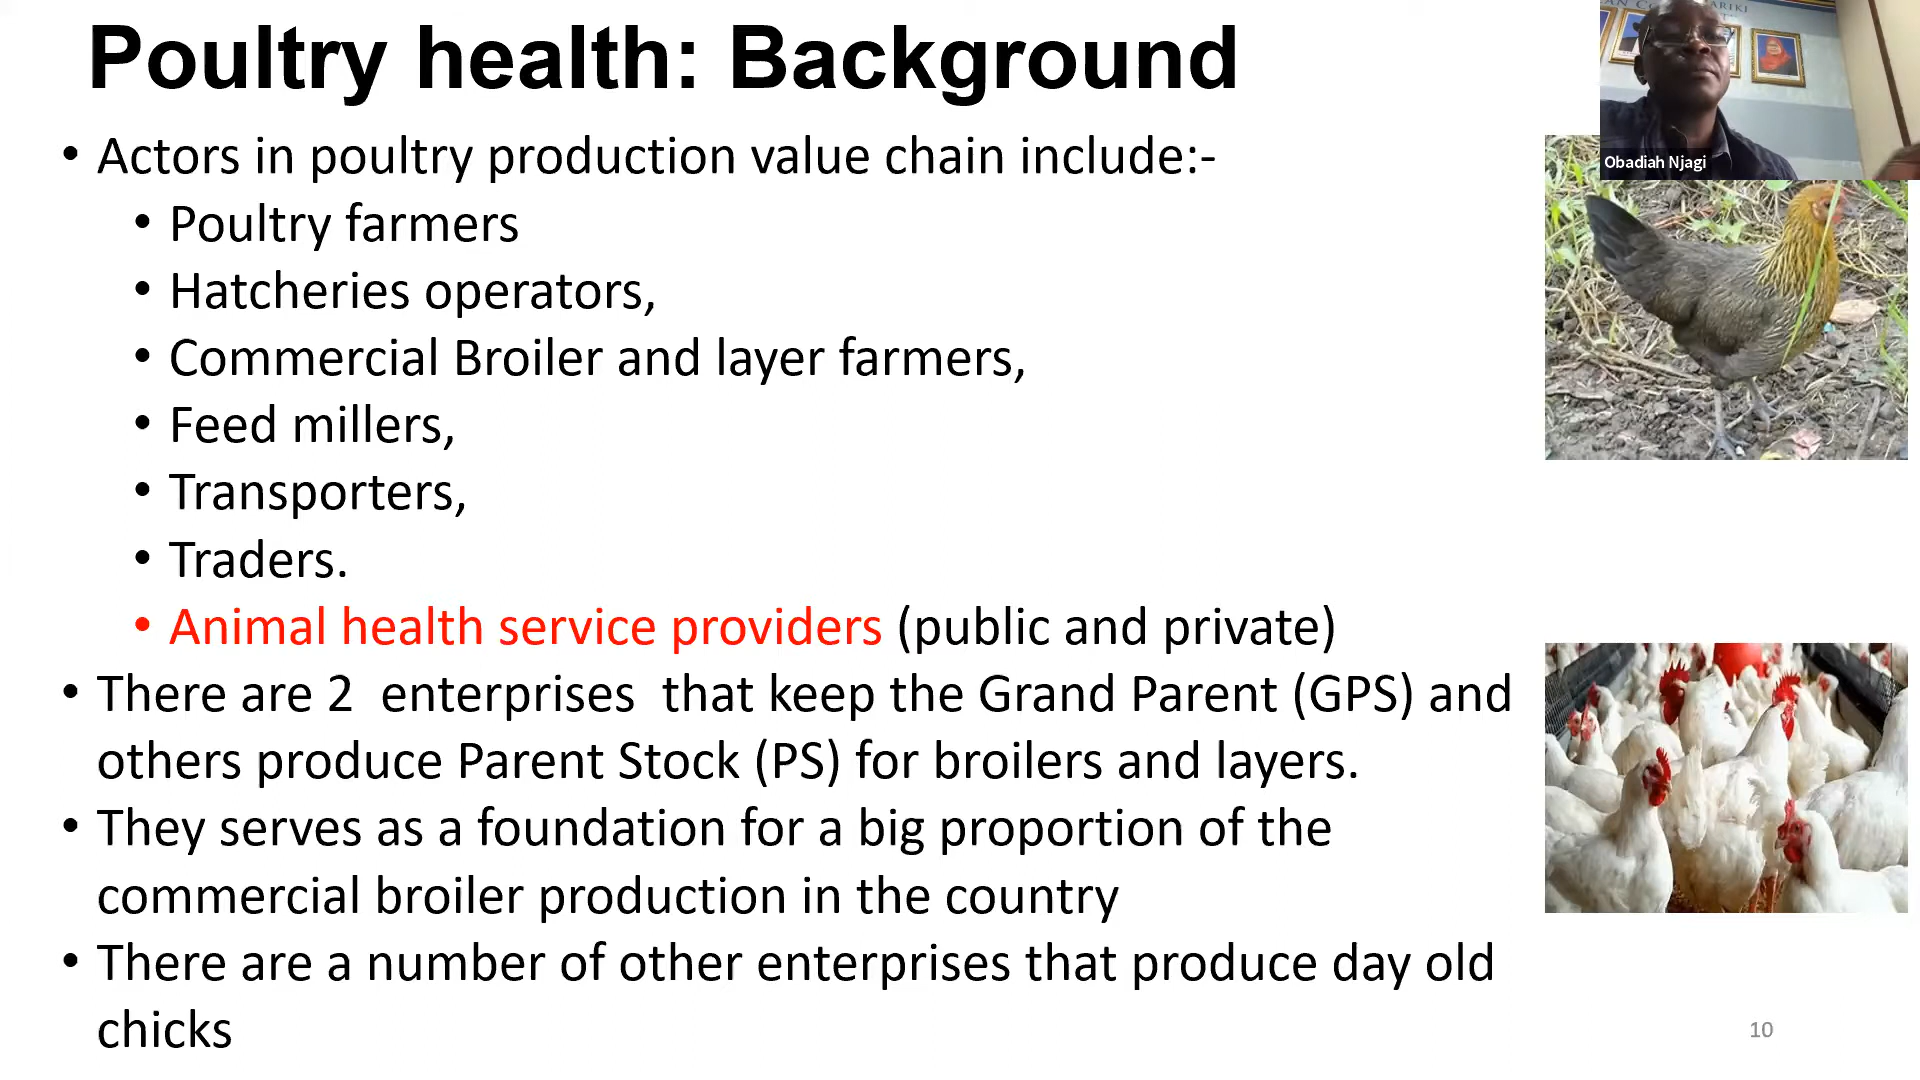 Poultry health: Background
• Actors in poultry production value chain include:-
• Poultry farmers
• Hatcheries operators,
• Commercial Broiler and layer farmers,
• Feed millers,
• Transporters,
• Traders.
• Animal health service providers (public and private)
• There are 2 enterprises that keep the Grand Parent (GPS) and
others produce Parent Stock (PS) for broilers and layers.
• They serves as a foundation for a big proportion of the
commercial broiler production in the country
• There are a number of other enterprises that produce day old
chicks
Obadiah Njagi
10